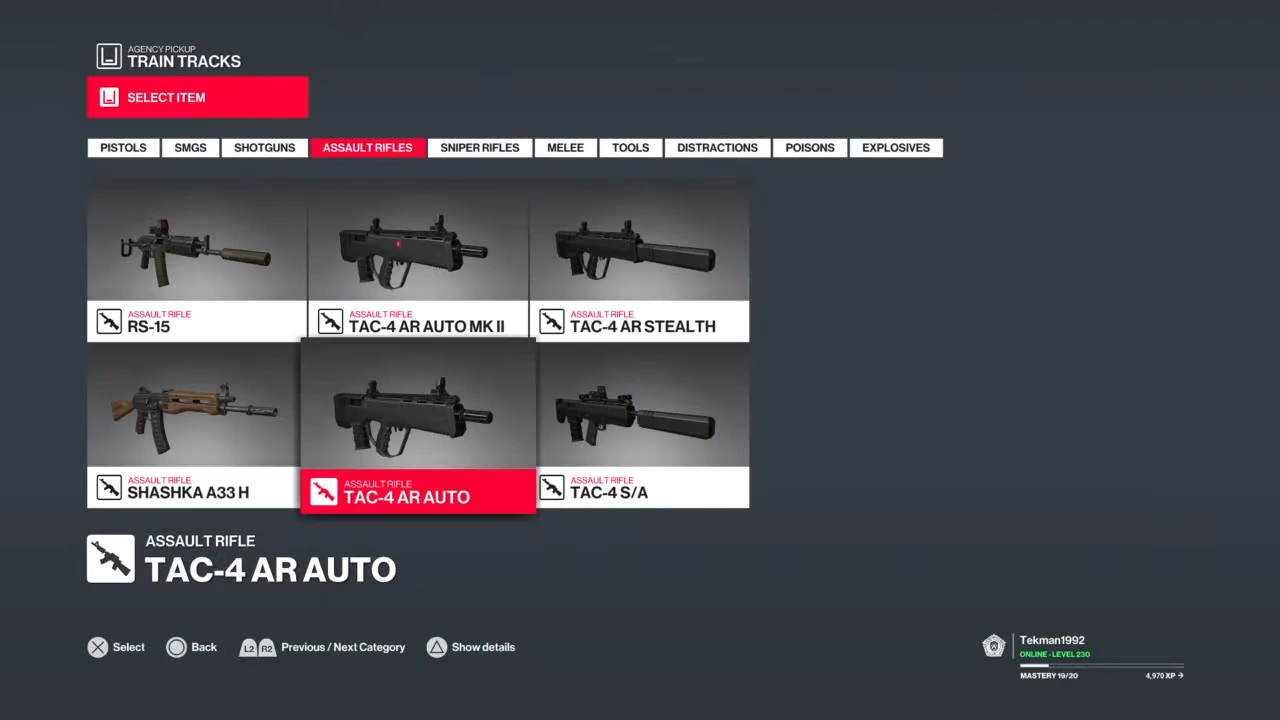 AGENCY PICKUP
TRAIN TRACKS
SELECT ITEM
PISTOLS SMGS SHOTGUNS ASSAULT RIFLES SNIPER RIFLES MELEE TOOLS DISTRACTIONS POISONS EXPLOSIVES
ASSAULT RIFLE
RS-15
ASSAULT RIFLE
TAC-4 AR AUTO MK II
ASSAULT RIFLE
TAC-4 AR STEALTH
ASSAULT RIFLE
SHASHKA A33 H
ASSAULT RIFLE
TAC-4 AR AUTO
ASSAULT RIFLE
TAC-4 S/A
ASSAULT RIFLE
TAC-4 AR AUTO
Select Back L2 R2 Previous / Next Category Show details
Tekman1992
ONLINE - LEVEL 230
MASTERY 19/20 4,970 XP